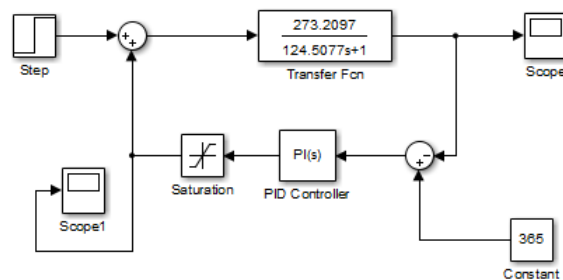 273.2097
124.5077s+1
Transfer Fcn
Step
Scope
PI(s)
Saturation
PID Controller
Scope1
365
Constant